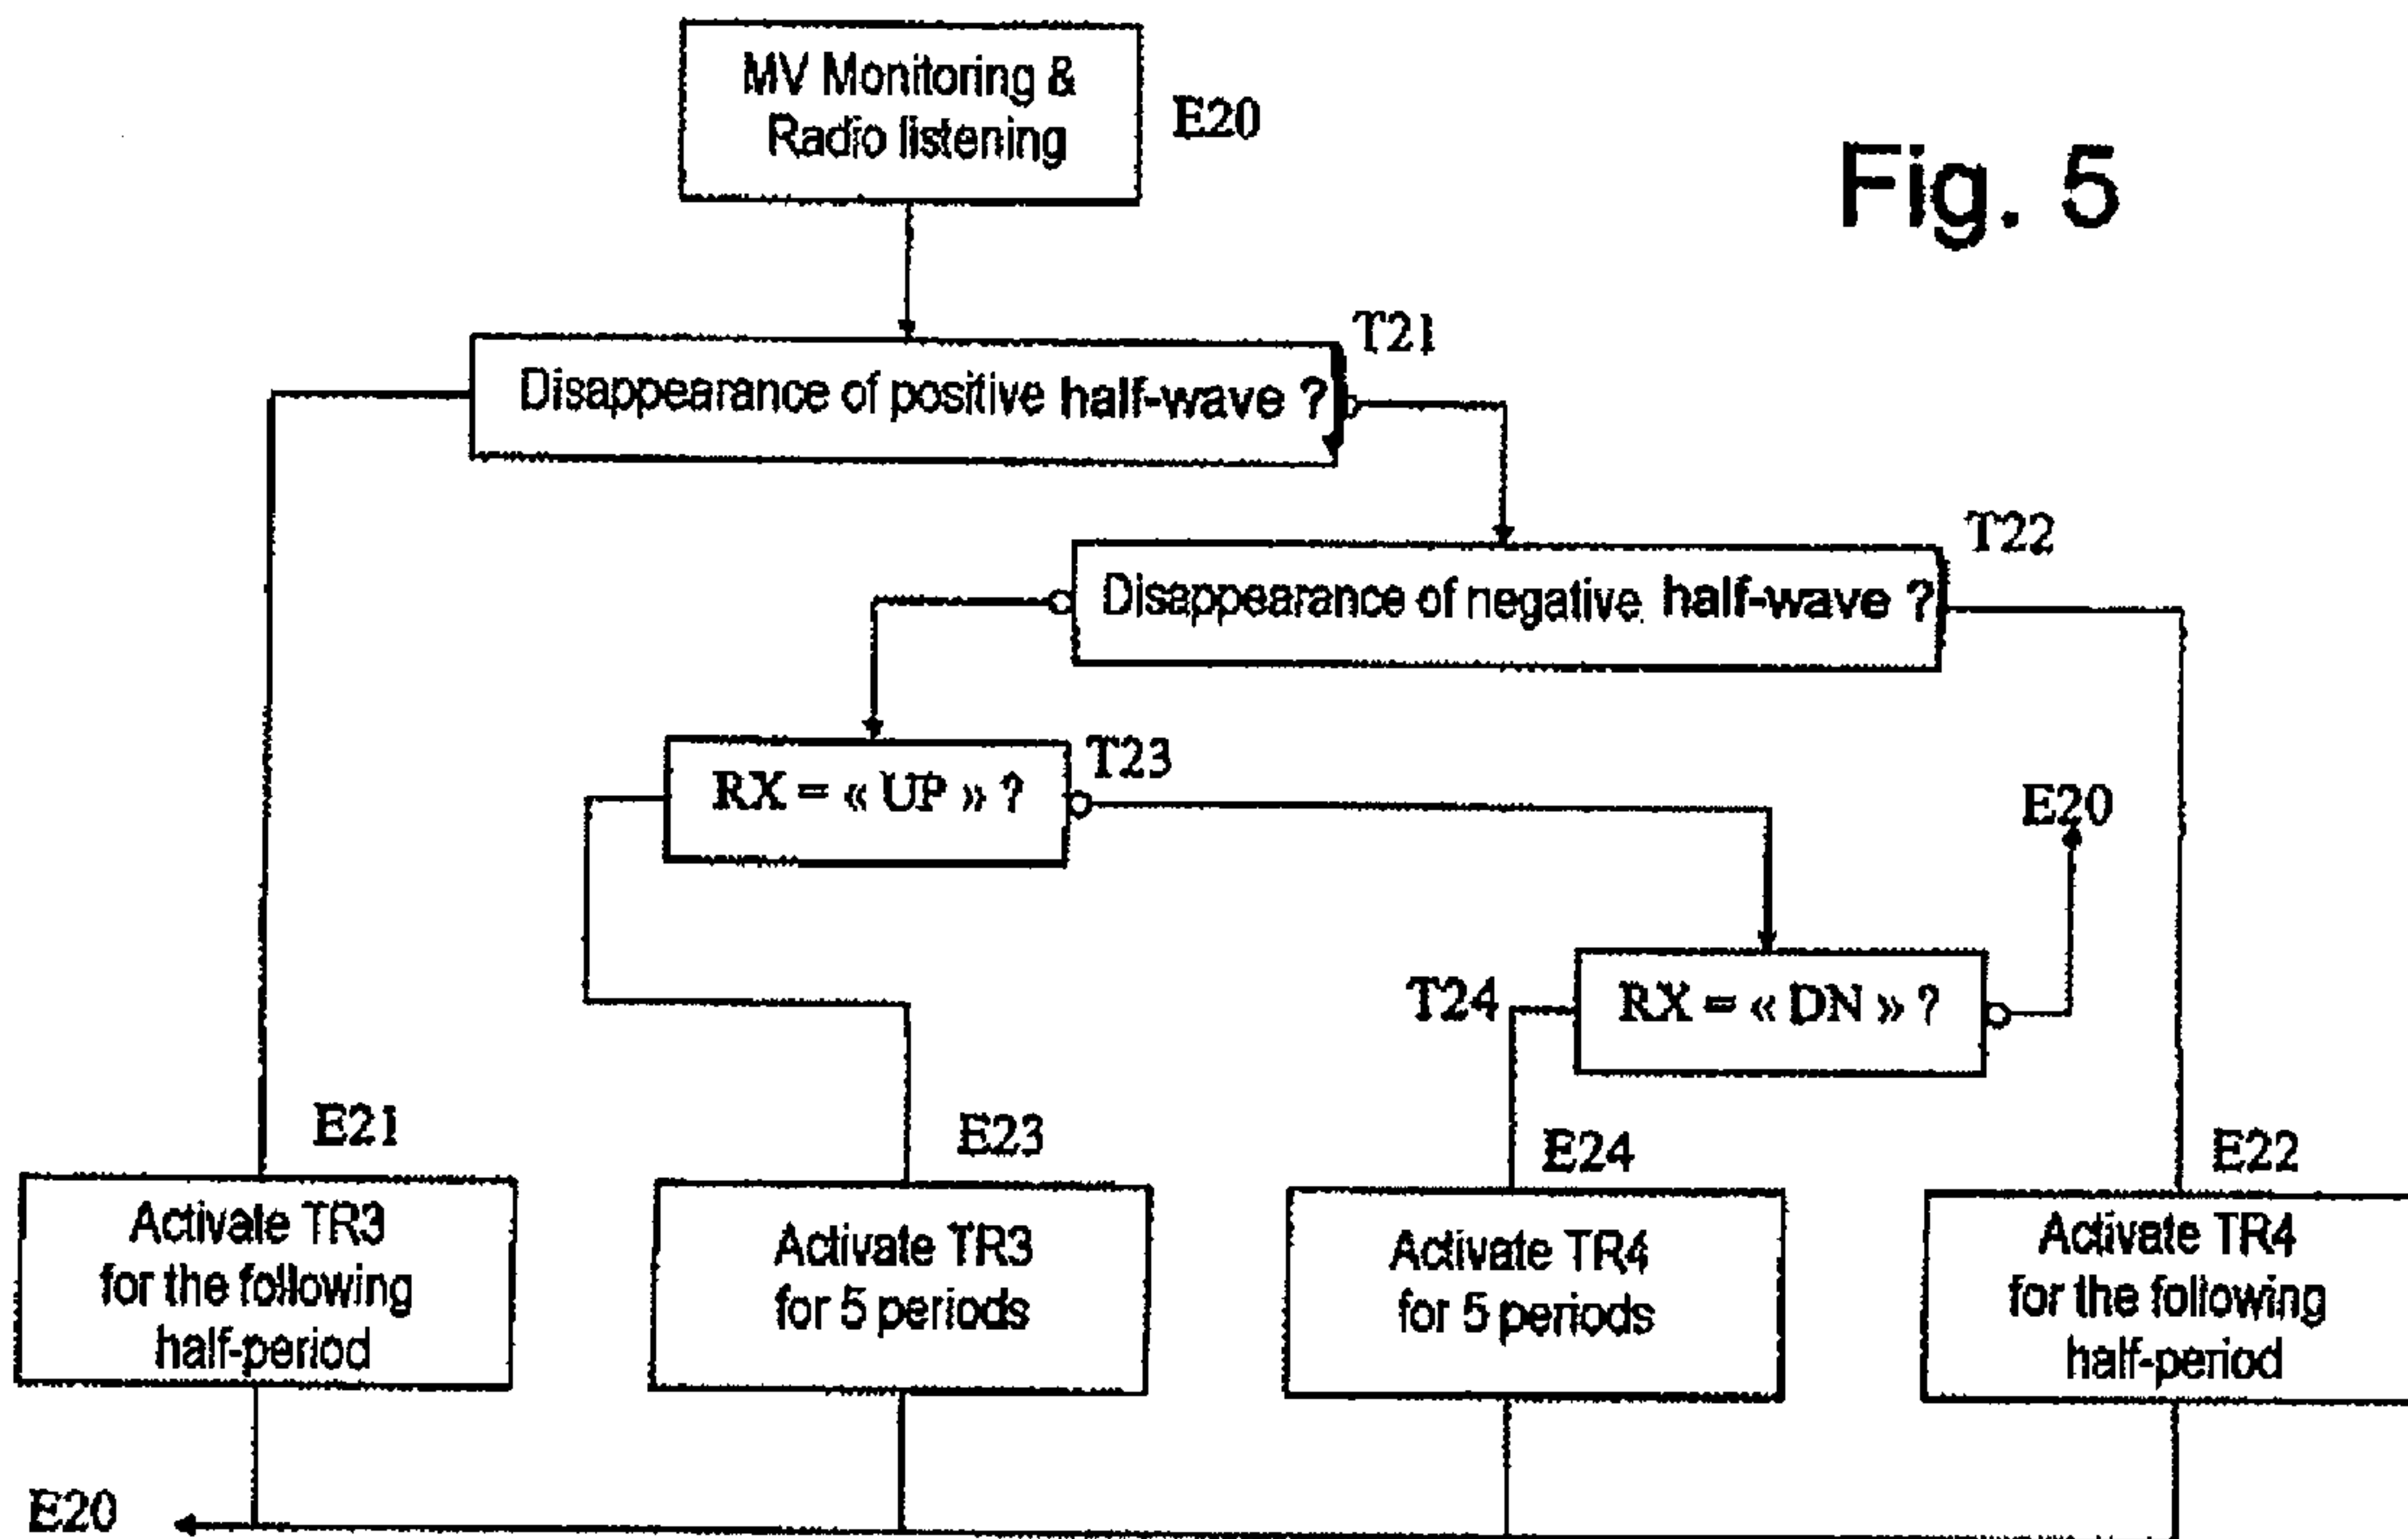 MV Monitoring &
Radio listening
E20
Fig. 5
T21
Disappearance of positive half-wave ?
T22
Disappearance of negative half-wave ?
T23
RX = « UP » ?
E20
T24
RX = « DN » ?
E21
E23
E24
E22
Activate TR3
for the following
half-period
Activate TR3
for 5 periods
Activate TR4
for 5 periods
Activate TR4
for the following
half-period
E20